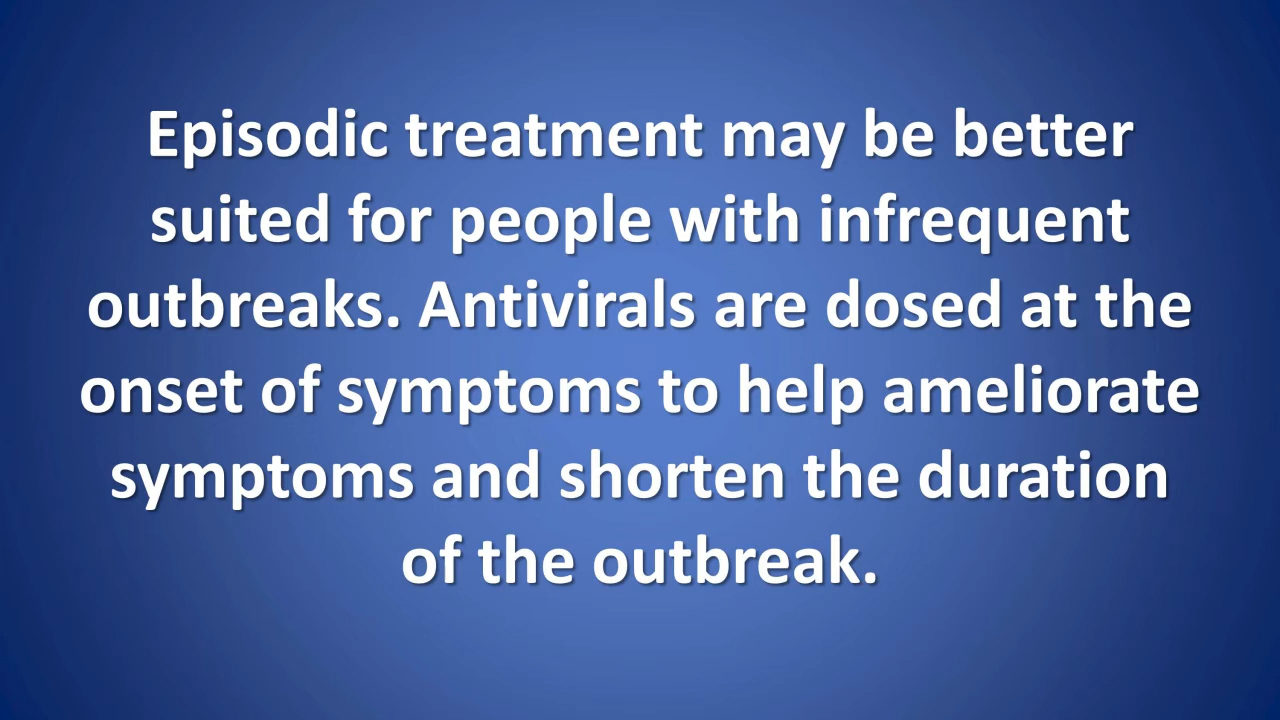 Episodic treatment may be better
suited for people with infrequent
outbreaks. Antivirals are dosed at the
onset of symptoms to help ameliorate
symptoms and shorten the duration
of the outbreak.